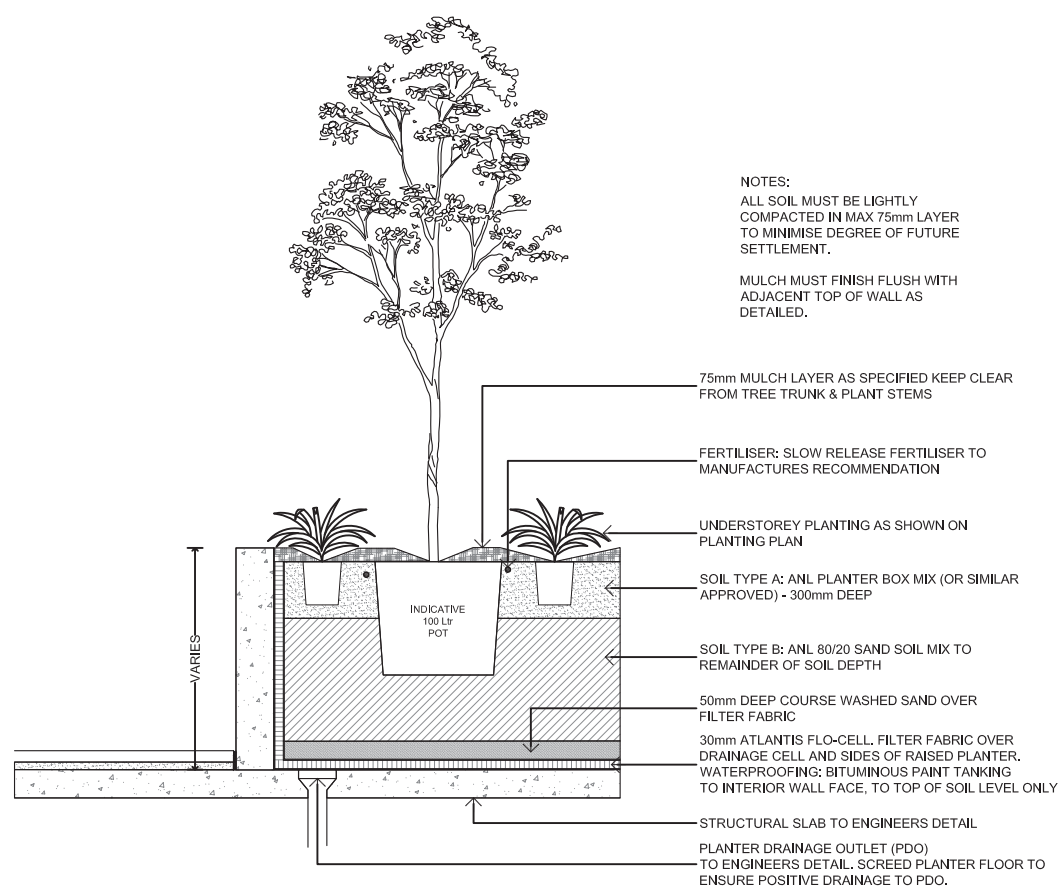 NOTES:
ALL SOIL MUST BE LIGHTLY
COMPACTED IN MAX 75mm LAYER
TO MINIMISE DEGREE OF FUTURE
SETTLEMENT.
MULCH MUST FINISH FLUSH WITH
ADJACENT TOP OF WALL AS
DETAILED.
75mm MULCH LAYER AS SPECIFIED KEEP CLEAR
FROM TREE TRUNK & PLANT STEMS
FERTILISER: SLOW RELEASE FERTILISER TO
MANUFACTURES RECOMMENDATION
UNDERSTOREY PLANTING AS SHOWN ON
PLANTING PLAN
SOIL TYPE A: ANL PLANTER BOX MIX (OR SIMILAR
APPROVED) - 300mm DEEP
INDICATIVE
100 Ltr
POT
VARIES
SOIL TYPE B: ANL 80/20 SAND SOIL MIX TO
REMAINDER OF SOIL DEPTH
50mm DEEP COURSE WASHED SAND OVER
FILTER FABRIC
30mm ATLANTIS FLO-CELL. FILTER FABRIC OVER
DRAINAGE CELL AND SIDES OF RAISED PLANTER.
WATERPROOFING: BITUMINOUS PAINT TANKING
TO INTERIOR WALL FACE, TO TOP OF SOIL LEVEL ONLY
STRUCTURAL SLAB TO ENGINEERS DETAIL
PLANTER DRAINAGE OUTLET (PDO)
TO ENGINEERS DETAIL. SCREED PLANTER FLOOR TO
ENSURE POSITIVE DRAINAGE TO PDO.